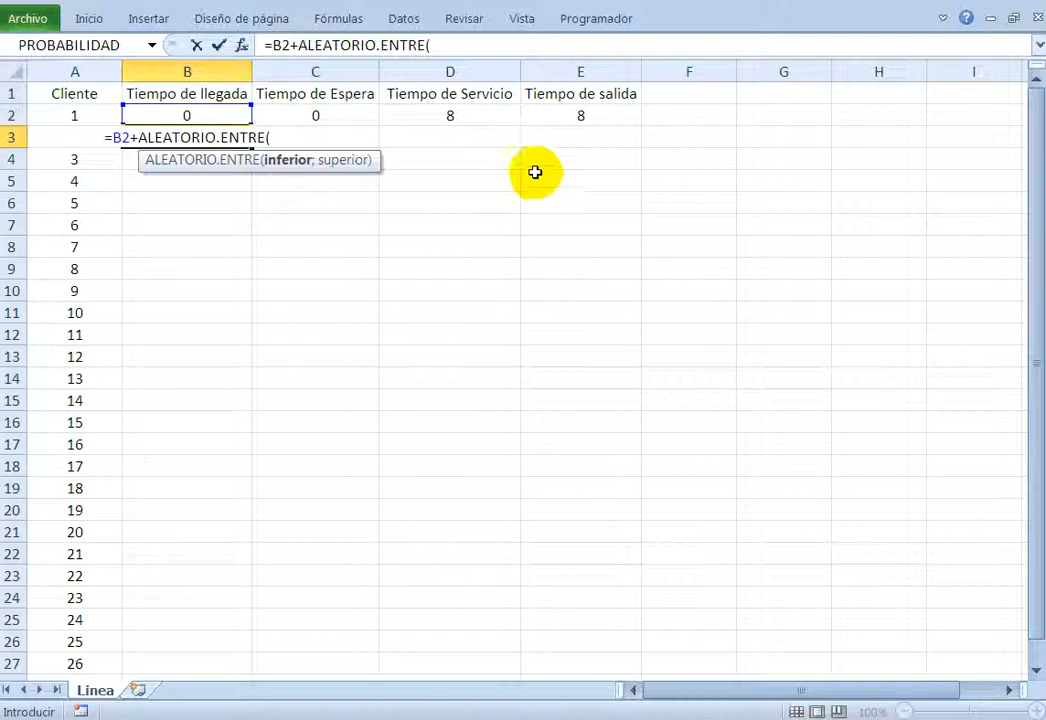 Archivo Inicio Insertar Diseño de página Fórmulas Datos Revisar Vista Programador
PROBABILIDAD fx =B2+ALEATORIO.ENTRE(
A B C D E F G H I
1 Cliente Tiempo de llegada Tiempo de Espera Tiempo de Servicio Tiempo de salida
2 1 0 0 8 8
3 =B2+ALEATORIO.ENTRE(
4 3 ALEATORIO.ENTRE(inferior; superior)
5 4
6 5
7 6
8 7
9 8
10 9
11 10
12 11
13 12
14 13
15 14
16 15
17 16
18 17
19 18
20 19
21 20
22 21
23 22
24 23
25 24
26 25
27 26
Linea
Introducir 100%